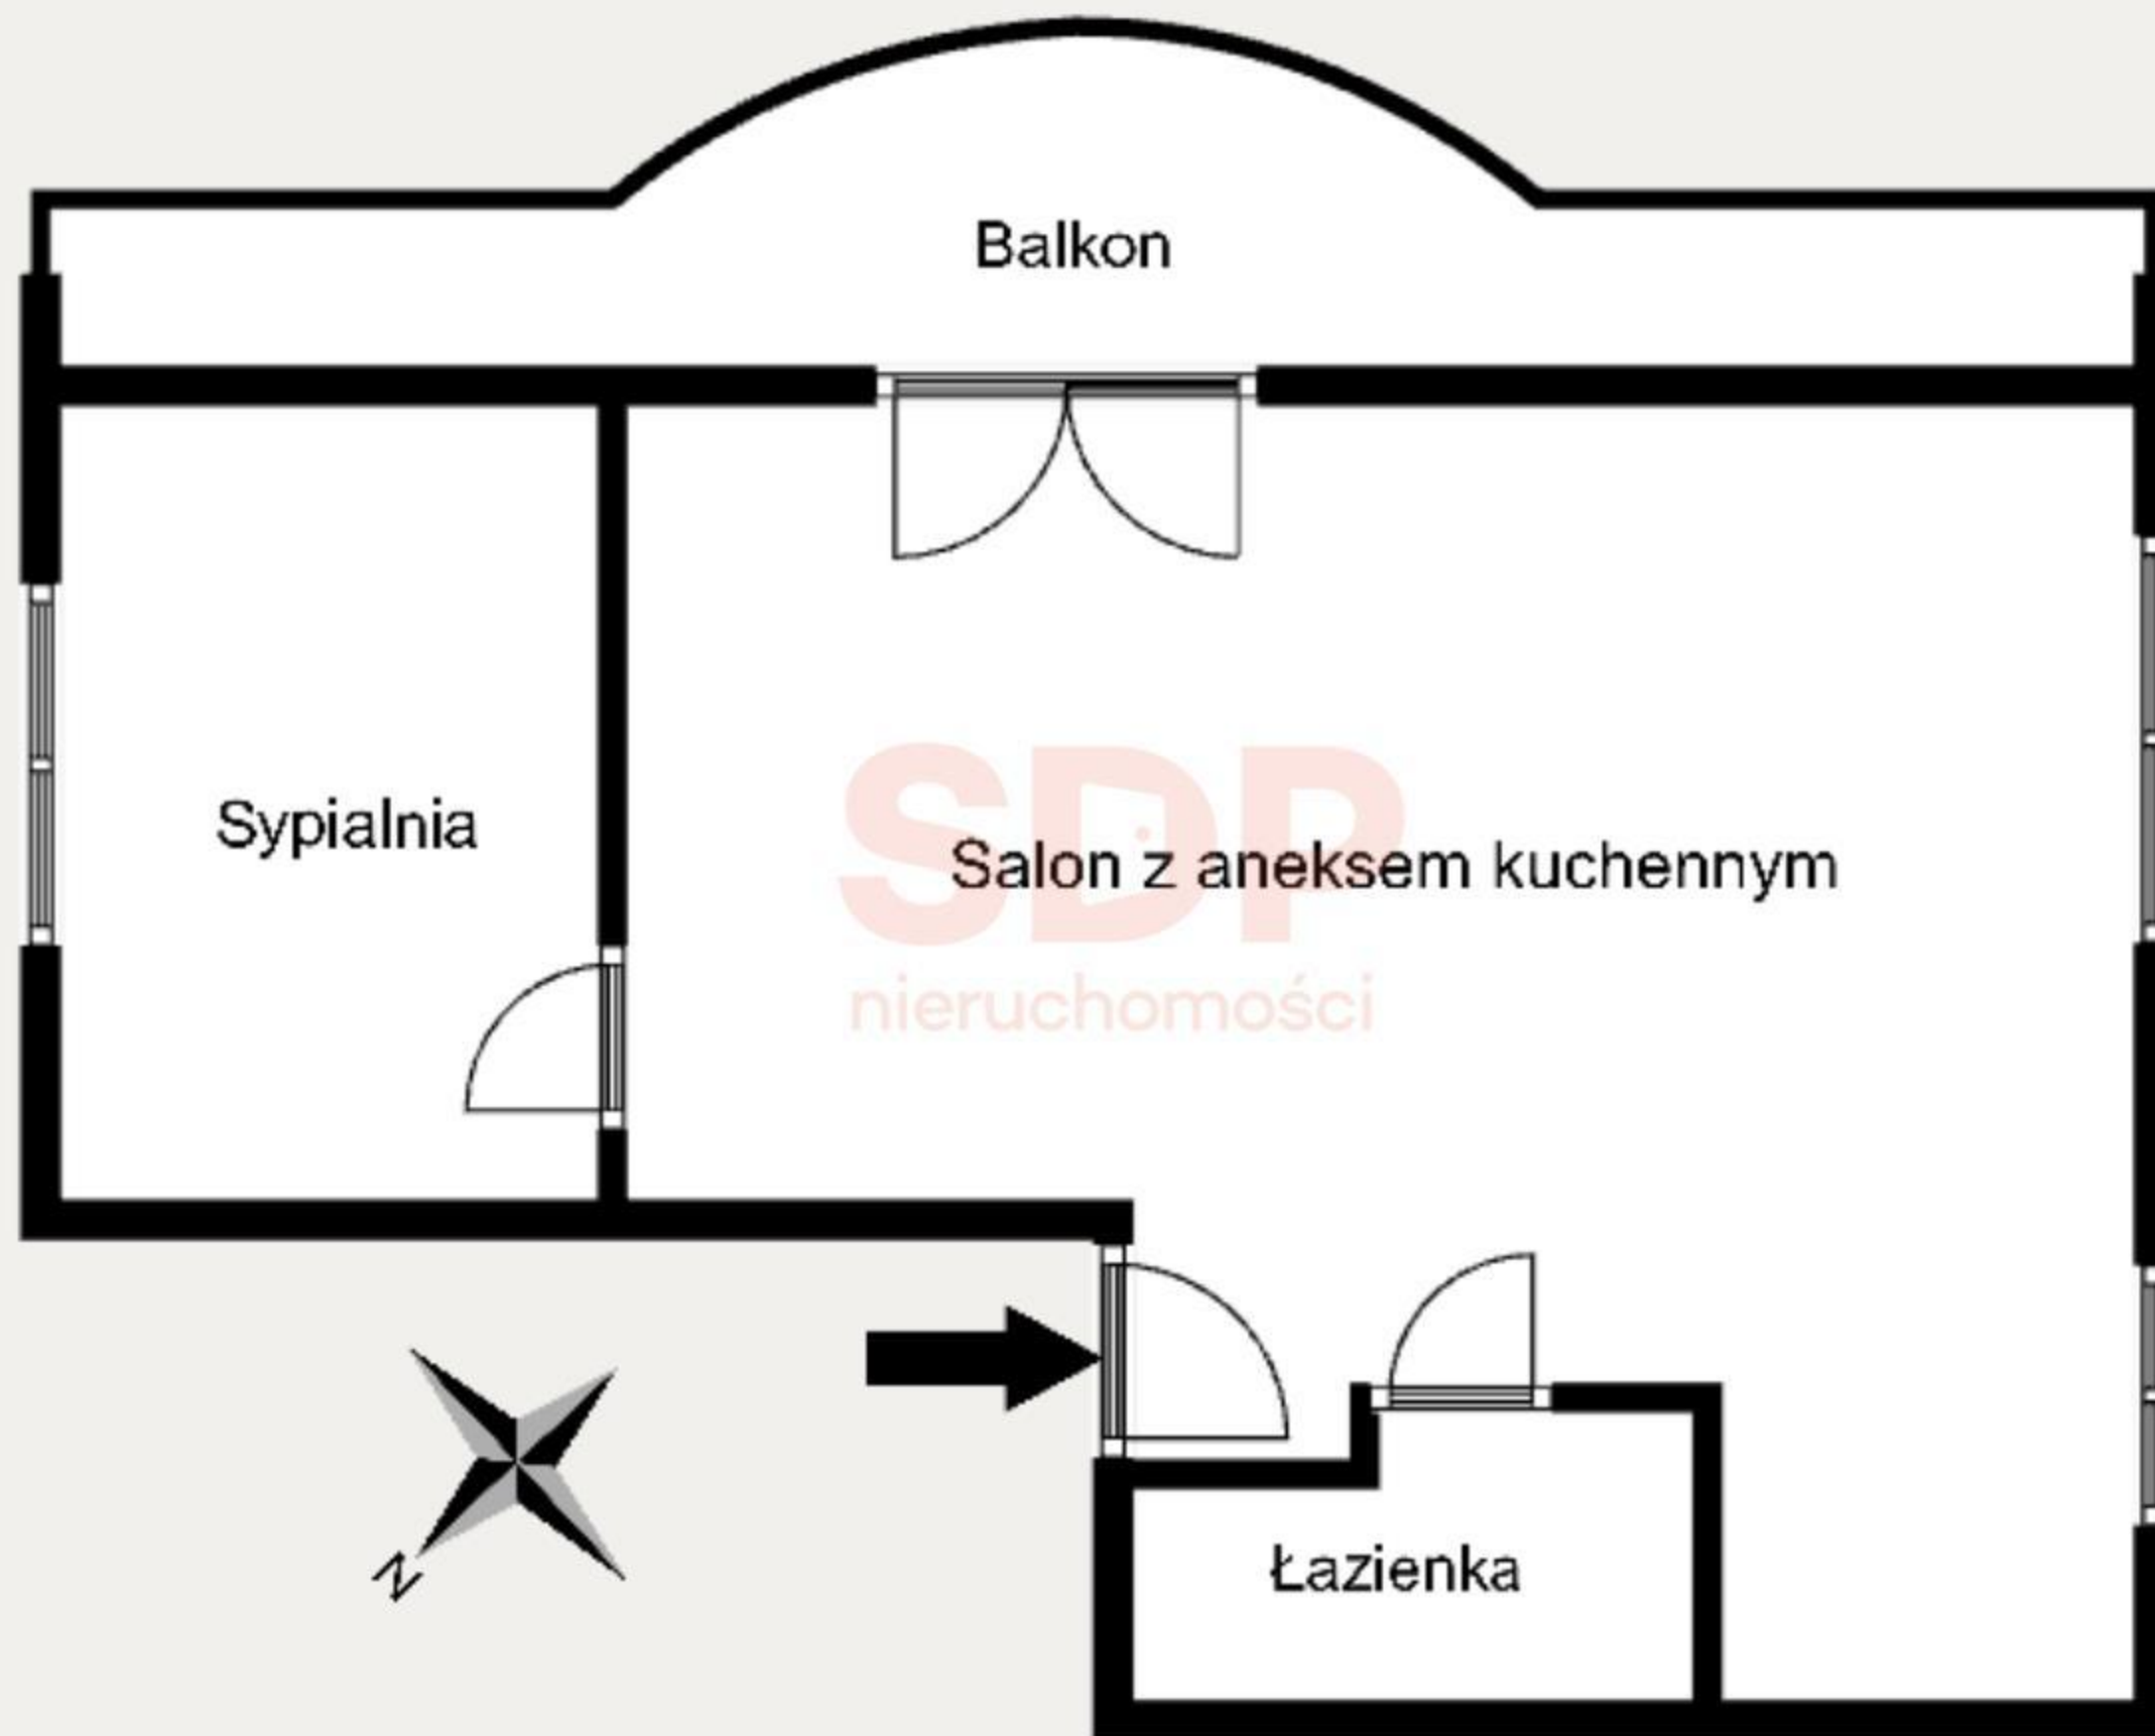 Balkon
Sypialnia
SDP
Salon z aneksem kuchennym
nieruchomości
N
Łazienka